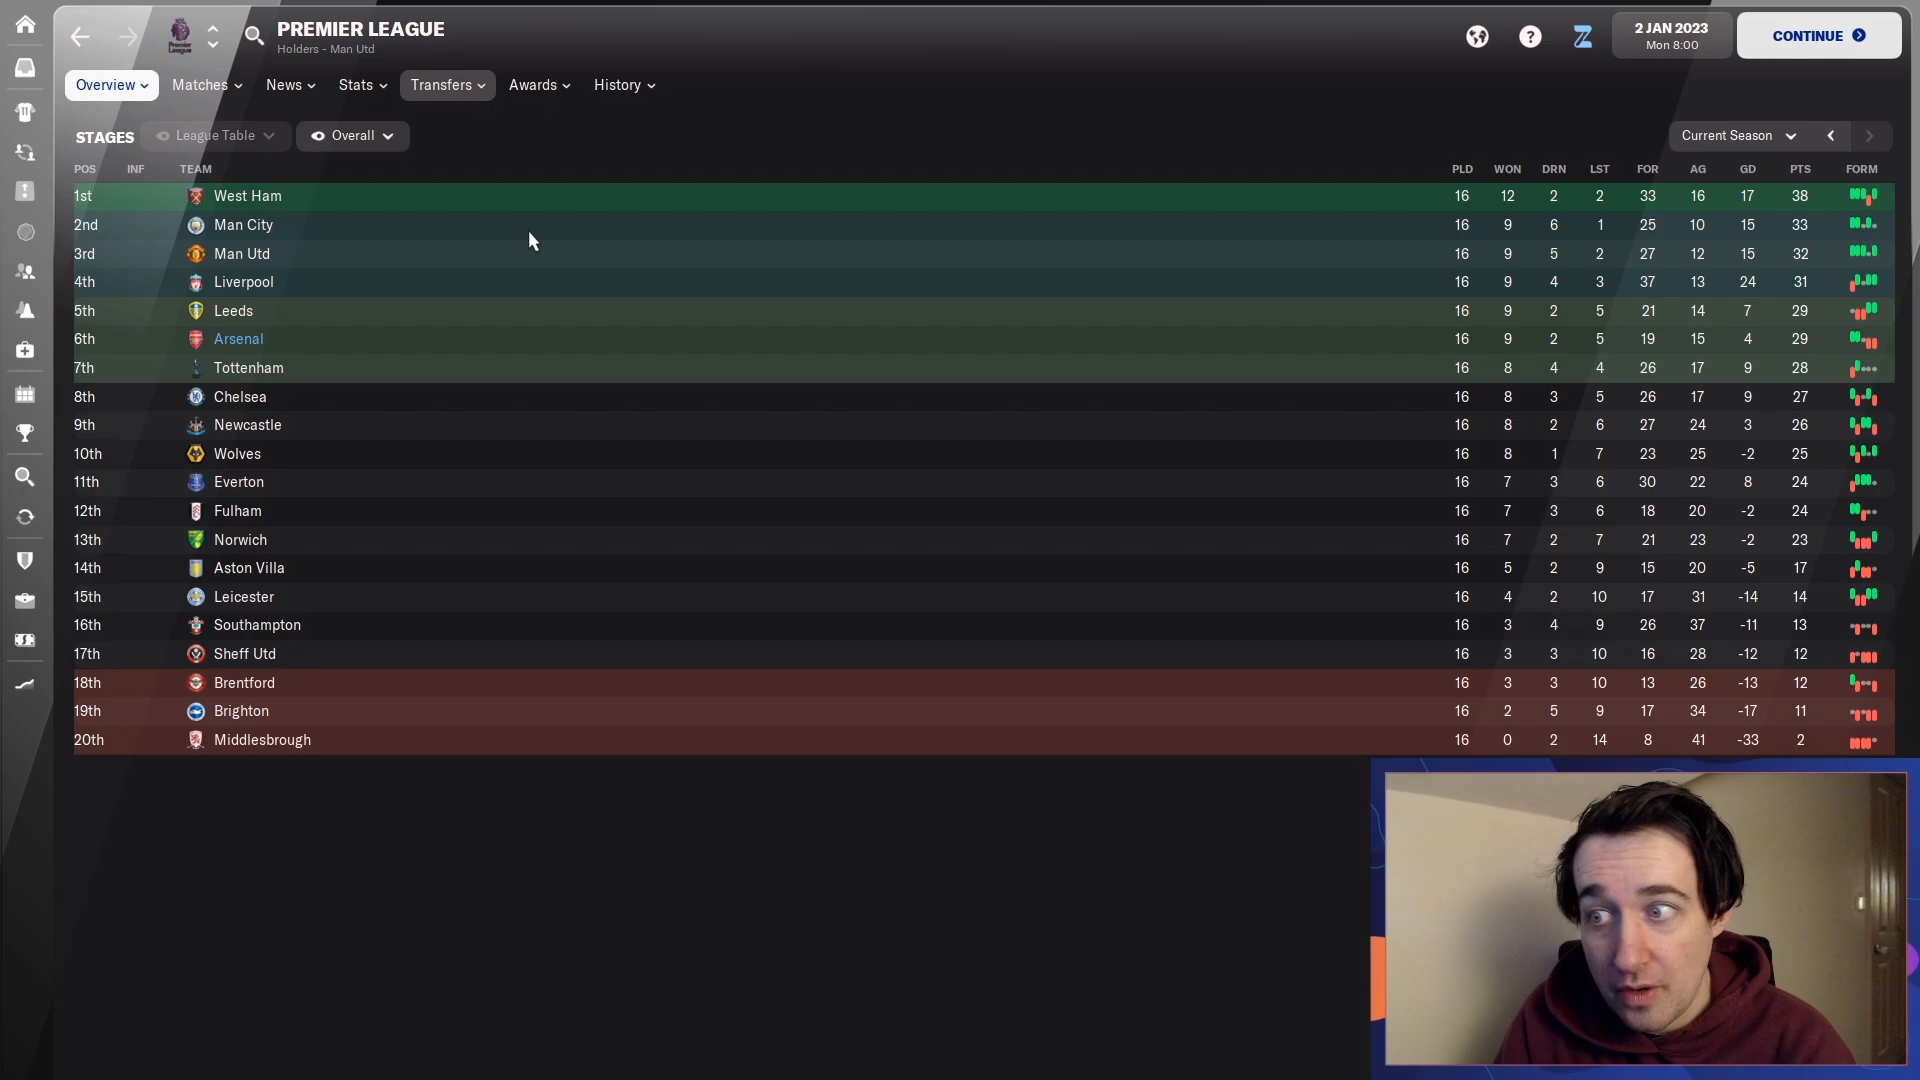 PREMIER LEAGUE
Holders - Man Utd
2 JAN 2023
Mon 8:00
CONTINUE
Overview Matches News Stats Transfers Awards History
STAGES League Table Overall Current Season
POS INF TEAM PLD WON DRN LST FOR AG GD PTS FORM
1st West Ham 16 12 2 2 33 16 17 38
2nd Man City 16 9 6 1 25 10 15 33
3rd Man Utd 16 9 5 2 27 12 15 32
4th Liverpool 16 9 4 3 37 13 24 31
5th Leeds 16 9 2 5 21 14 7 29
6th Arsenal 16 9 2 5 19 15 4 29
7th Tottenham 16 8 4 4 26 17 9 28
8th Chelsea 16 8 3 5 26 17 9 27
9th Newcastle 16 8 2 6 27 24 3 26
10th Wolves 16 8 1 7 23 25 -2 25
11th Everton 16 7 3 6 30 22 8 24
12th Fulham 16 7 3 6 18 20 -2 24
13th Norwich 16 7 2 7 21 23 -2 23
14th Aston Villa 16 5 2 9 15 20 -5 17
15th Leicester 16 4 2 10 17 31 -14 14
16th Southampton 16 3 4 9 26 37 -11 13
17th Sheff Utd 16 3 3 10 16 28 -12 12
18th Brentford 16 3 3 10 13 26 -13 12
19th Brighton 16 2 5 9 17 34 -17 11
20th Middlesbrough 16 0 2 14 8 41 -33 2